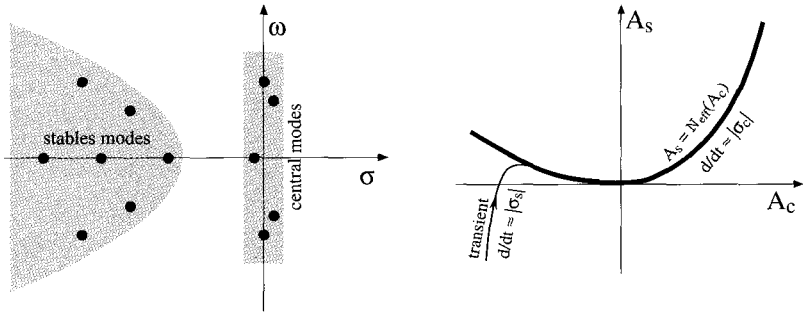 ω
stables modes
central modes
σ
A_s
A_s = N_eff(A_c)
d/dt ≈ |σ_c|
A_c
transient
d/dt ≈ |σ_s|